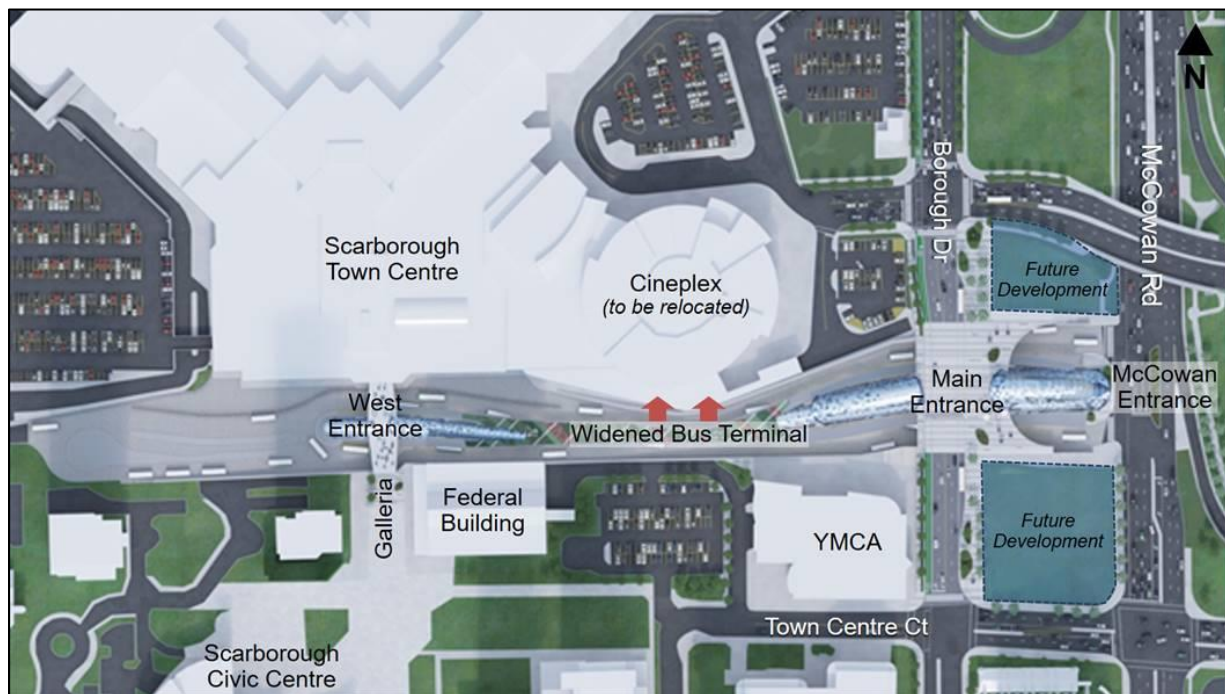 N
Borough Dr
McCowan Rd
Scarborough
Town Centre
Cineplex
(to be relocated)
Future
Development
West
Entrance
Main
Entrance
McCowan
Entrance
Widened Bus Terminal
Galleria
Federal
Building
YMCA
Future
Development
Town Centre Ct
Scarborough
Civic Centre